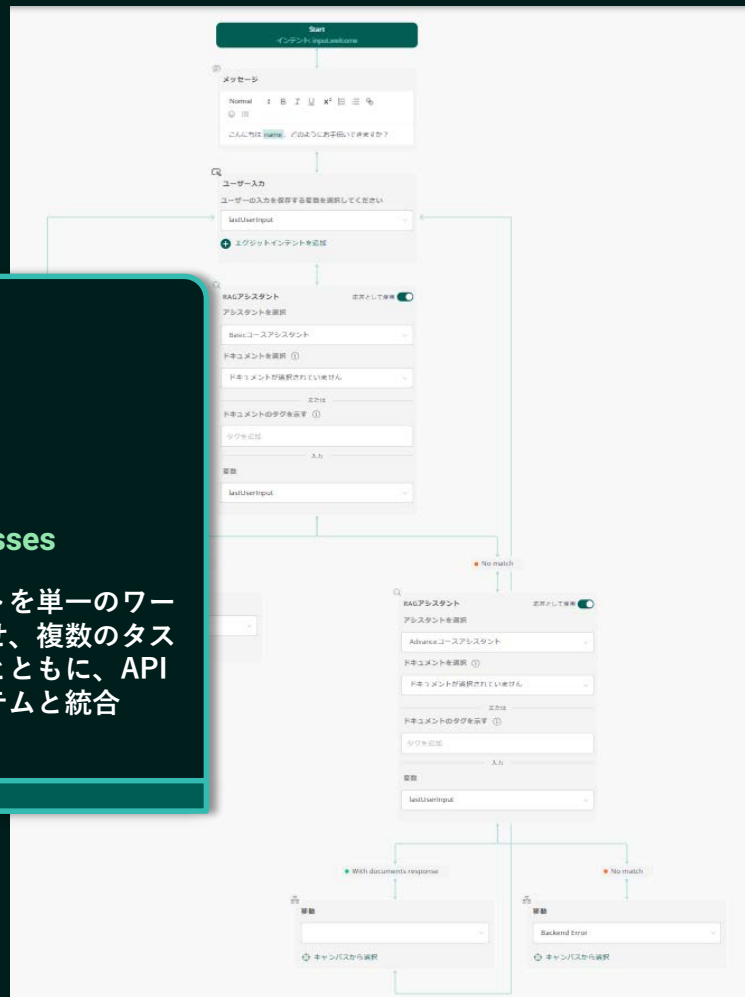 Start
インテント: input.welcome
メッセージ
Normal B I U x²
こんにちは name 、どのようにお手伝いできますか？
ユーザー入力
ユーザーの入力を保存する変数を選択してください
lastUserInput
エグジットインテントを追加
RAGアシスタント 応答として使用
アシスタントを選択
Basicコースアシスタント
ドキュメントを選択
ドキュメントが選択されていません
または
ドキュメントのタグを示す
タグを追加
入力
変数
lastUserInput
sses
トを単一のワー
せ、複数のタス
とともに、API
テムと統合
No match
RAGアシスタント 応答として使用
アシスタントを選択
Advanceコースアシスタント
ドキュメントを選択
ドキュメントが選択されていません
または
ドキュメントのタグを示す
タグを追加
入力
変数
lastUserInput
With documents response
No match
移動
キャンバスから選択
移動
Backend Error
キャンバスから選択